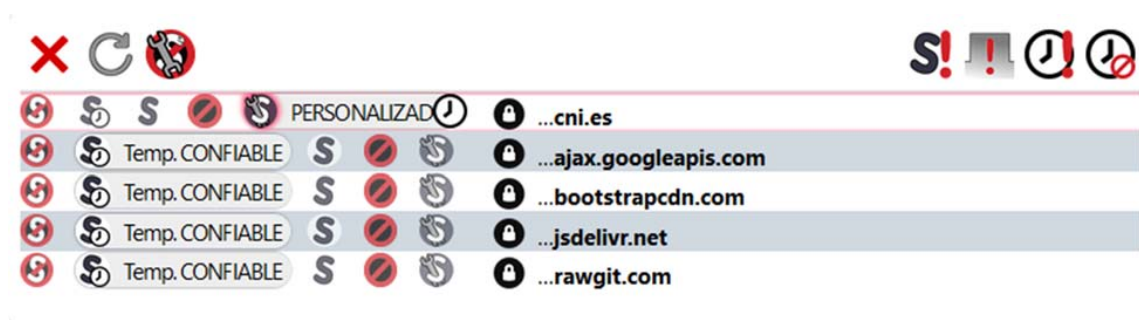 PERSONALIZAD ...cni.es
Temp. CONFIABLE ...ajax.googleapis.com
Temp. CONFIABLE ...bootstrapcdn.com
Temp. CONFIABLE ...jsdelivr.net
Temp. CONFIABLE ...rawgit.com